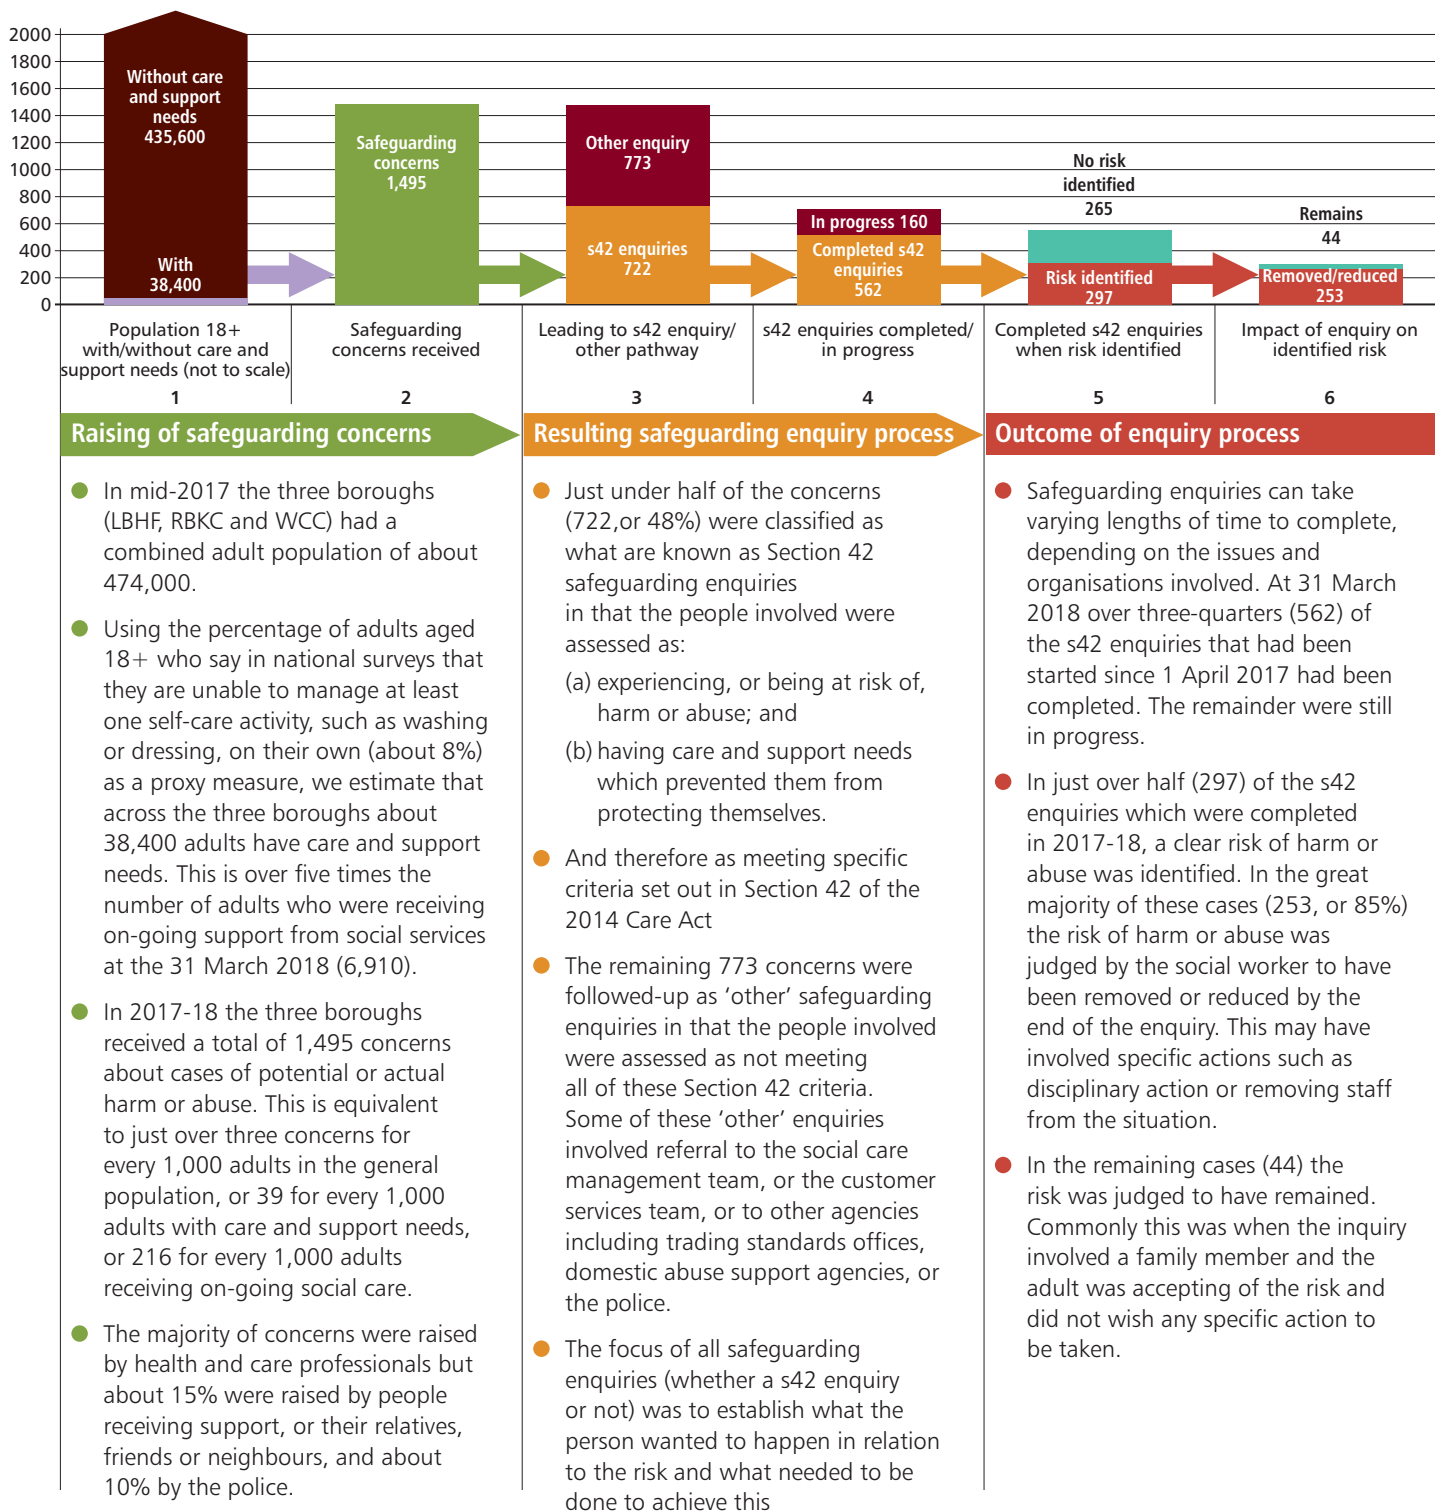 2000
1800
1600
1400
1200
1000
800
600
400
200
0
Without care
and support
needs
435,600
With
38,400
Safeguarding
concerns
1,495
Other enquiry
773
s42 enquiries
722
In progress 160
Completed s42
enquiries
562
No risk
identified
265
Risk identified
297
Remains
44
Removed/reduced
253
Population 18+
with/without care and
support needs (not to scale)
1
Safeguarding
concerns received
2
Leading to s42 enquiry/
other pathway
3
s42 enquiries completed/
in progress
4
Completed s42 enquiries
when risk identified
5
Impact of enquiry on
identified risk
6
Raising of safeguarding concerns
In mid-2017 the three boroughs
(LBHF, RBKC and WCC) had a
combined adult population of about
474,000.
Using the percentage of adults aged
18+ who say in national surveys that
they are unable to manage at least
one self-care activity, such as washing
or dressing, on their own (about 8%)
as a proxy measure, we estimate that
across the three boroughs about
38,400 adults have care and support
needs. This is over five times the
number of adults who were receiving
on-going support from social services
at the 31 March 2018 (6,910).
In 2017-18 the three boroughs
received a total of 1,495 concerns
about cases of potential or actual
harm or abuse. This is equivalent
to just over three concerns for
every 1,000 adults in the general
population, or 39 for every 1,000
adults with care and support needs,
or 216 for every 1,000 adults
receiving on-going social care.
The majority of concerns were raised
by health and care professionals but
about 15% were raised by people
receiving support, or their relatives,
friends or neighbours, and about
10% by the police.
Resulting safeguarding enquiry process
Just under half of the concerns
(722,or 48%) were classified as
what are known as Section 42
safeguarding enquiries
in that the people involved were
assessed as:
(a) experiencing, or being at risk of,
harm or abuse; and
(b) having care and support needs
which prevented them from
protecting themselves.
And therefore as meeting specific
criteria set out in Section 42 of the
2014 Care Act
The remaining 773 concerns were
followed-up as ‘other’ safeguarding
enquiries in that the people involved
were assessed as not meeting
all of these Section 42 criteria.
Some of these ‘other’ enquiries
involved referral to the social care
management team, or the customer
services team, or to other agencies
including trading standards offices,
domestic abuse support agencies, or
the police.
The focus of all safeguarding
enquiries (whether a s42 enquiry
or not) was to establish what the
person wanted to happen in relation
to the risk and what needed to be
done to achieve this
Outcome of enquiry process
Safeguarding enquiries can take
varying lengths of time to complete,
depending on the issues and
organisations involved. At 31 March
2018 over three-quarters (562) of
the s42 enquiries that had been
started since 1 April 2017 had been
completed. The remainder were still
in progress.
In just over half (297) of the s42
enquiries which were completed
in 2017-18, a clear risk of harm or
abuse was identified. In the great
majority of these cases (253, or 85%)
the risk of harm or abuse was
judged by the social worker to have
been removed or reduced by the
end of the enquiry. This may have
involved specific actions such as
disciplinary action or removing staff
from the situation.
In the remaining cases (44) the
risk was judged to have remained.
Commonly this was when the inquiry
involved a family member and the
adult was accepting of the risk and
did not wish any specific action to
be taken.